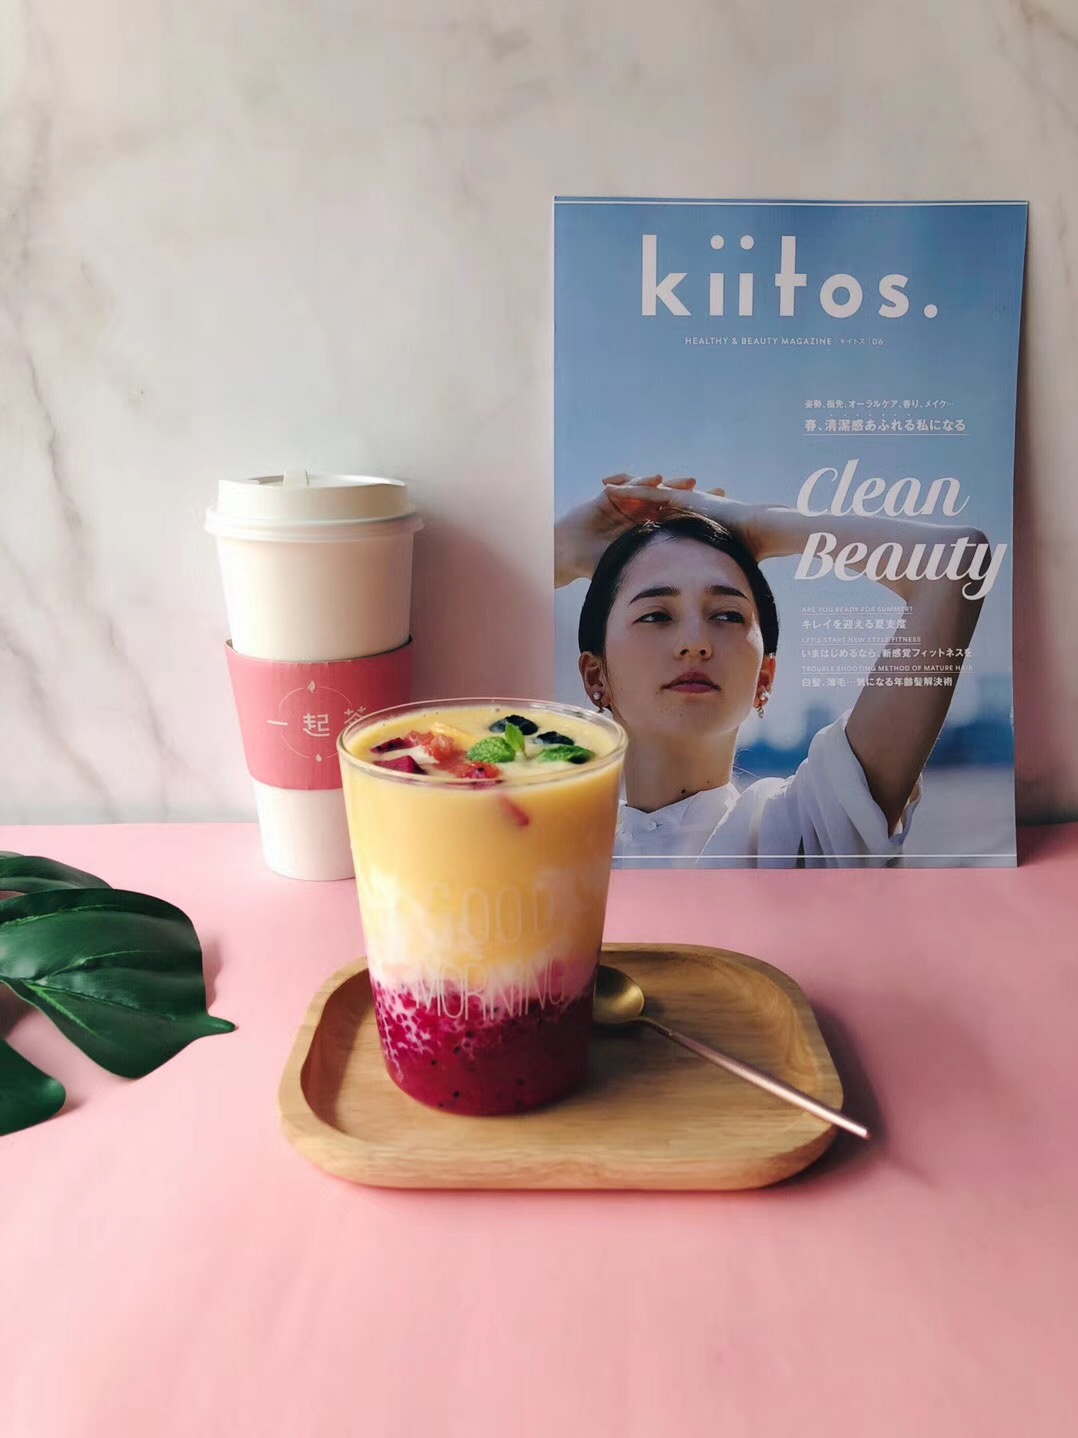 kiitos.
HEALTHY & BEAUTY MAGAZINE キイトス 06
姿勢、指先、オーラルケア、香り、メイク…
春、清潔感あふれる私になる
Clean
Beauty
ARE YOU READY FOR SUMMER?
キレイを迎える夏支度
LET'S START NEW STYLE FITNESS
いまはじめるなら、新感覚フィットネスを
TROUBLE SHOOTING METHOD OF MATURE HAIR
白髪、薄毛…気になる年齢髪解決術
一起茶
GOOD
MORNING